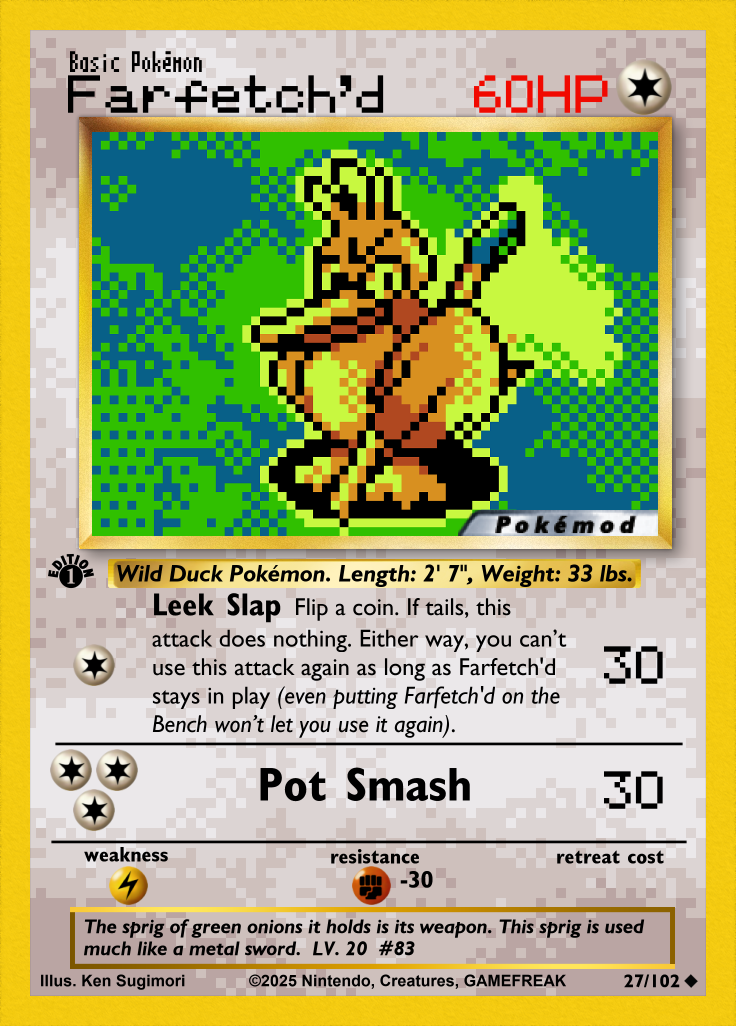 Basic Pokémon
Farfetch'd 60HP
Pokémod
EDITION 1
Wild Duck Pokémon. Length: 2' 7", Weight: 33 lbs.
Leek Slap Flip a coin. If tails, this
attack does nothing. Either way, you can't
use this attack again as long as Farfetch'd
stays in play (even putting Farfetch'd on the
Bench won't let you use it again).
30
Pot Smash 30
weakness resistance retreat cost
-30
The sprig of green onions it holds is its weapon. This sprig is used
much like a metal sword. LV. 20 #83
Illus. Ken Sugimori ©2025 Nintendo, Creatures, GAMEFREAK 27/102